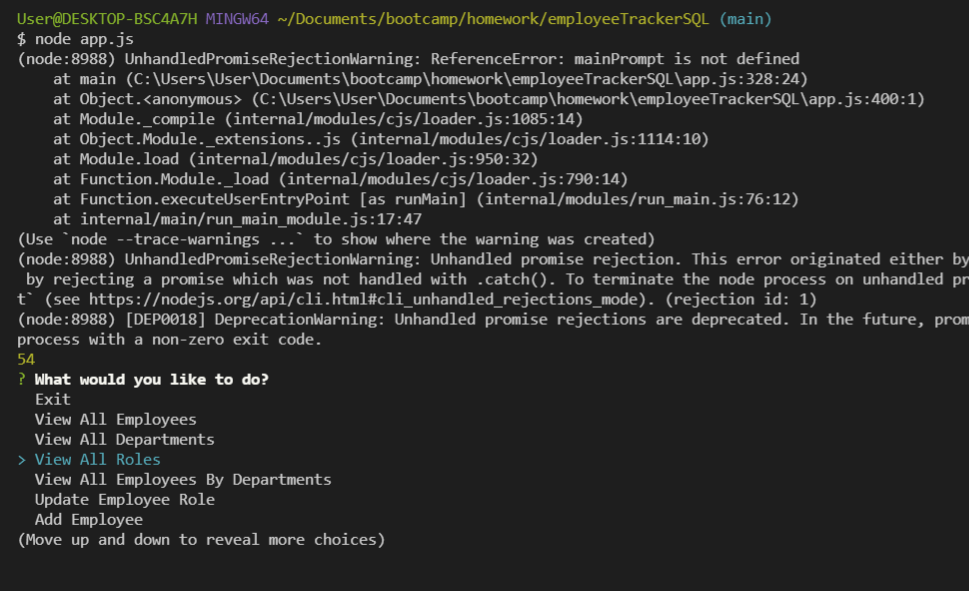 User@DESKTOP-BSC4A7H MINGW64 ~/Documents/bootcamp/homework/employeeTrackerSQL (main)
$ node app.js
(node:8988) UnhandledPromiseRejectionWarning: ReferenceError: mainPrompt is not defined
    at main (C:\Users\User\Documents\bootcamp\homework\employeeTrackerSQL\app.js:328:24)
    at Object.<anonymous> (C:\Users\User\Documents\bootcamp\homework\employeeTrackerSQL\app.js:400:1)
    at Module._compile (internal/modules/cjs/loader.js:1085:14)
    at Object.Module._extensions..js (internal/modules/cjs/loader.js:1114:10)
    at Module.load (internal/modules/cjs/loader.js:950:32)
    at Function.Module._load (internal/modules/cjs/loader.js:790:14)
    at Function.executeUserEntryPoint [as runMain] (internal/modules/run_main.js:76:12)
    at internal/main/run_main_module.js:17:47
(Use `node --trace-warnings ...` to show where the warning was created)
(node:8988) UnhandledPromiseRejectionWarning: Unhandled promise rejection. This error originated either by
 by rejecting a promise which was not handled with .catch(). To terminate the node process on unhandled pr
t` (see https://nodejs.org/api/cli.html#cli_unhandled_rejections_mode). (rejection id: 1)
(node:8988) [DEP0018] DeprecationWarning: Unhandled promise rejections are deprecated. In the future, prom
process with a non-zero exit code.
54
? What would you like to do?
  Exit
  View All Employees
  View All Departments
> View All Roles
  View All Employees By Departments
  Update Employee Role
  Add Employee
(Move up and down to reveal more choices)